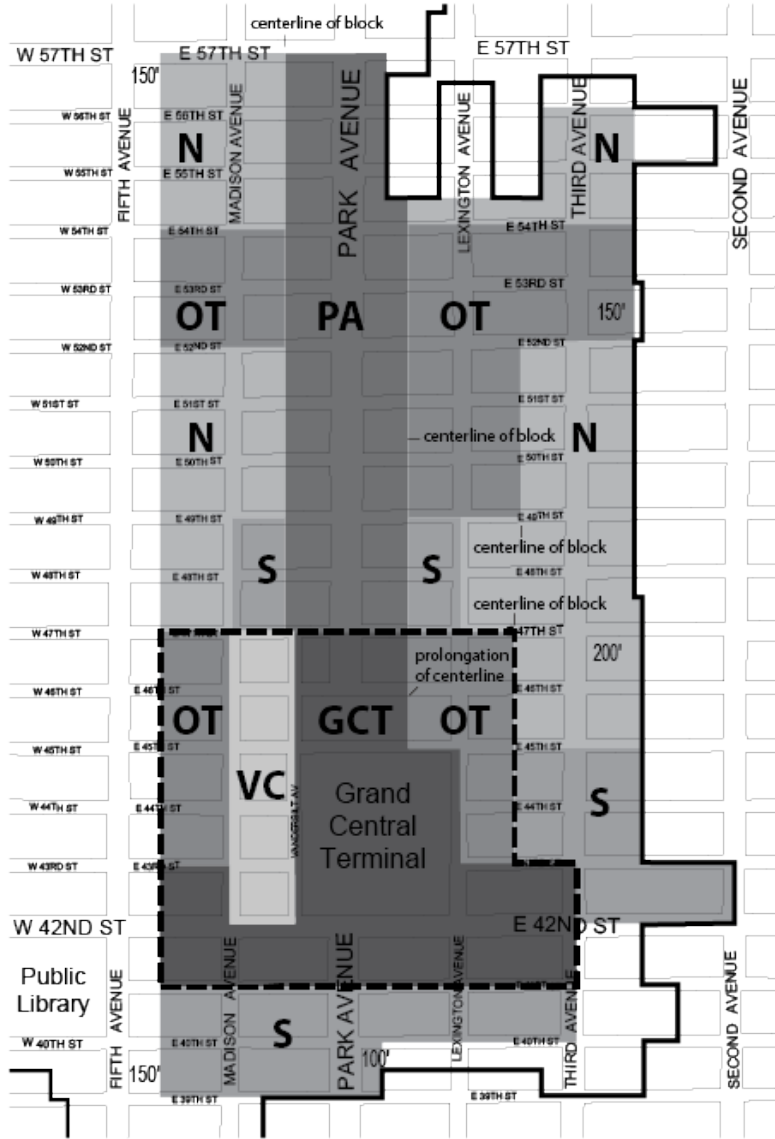 centerline of block
W 57TH ST
E 57TH ST
E 57TH ST
150'
W 56TH ST
E 56TH ST
FIFTH AVENUE
MADISON AVENUE
PARK AVENUE
LEXINGTON AVENUE
THIRD AVENUE
SECOND AVENUE
N
N
W 55TH ST
E 55TH ST
W 54TH ST
E 54TH ST
E 54TH ST
W 53RD ST
E 53RD ST
E 53RD ST
OT
PA
OT
150'
W 52ND ST
E 52ND ST
E 52ND ST
W 51ST ST
E 51ST ST
E 51ST ST
N
centerline of block
N
W 50TH ST
E 50TH ST
E 50TH ST
W 49TH ST
E 49TH ST
E 49TH ST
centerline of block
S
S
W 48TH ST
E 48TH ST
E 48TH ST
centerline of block
W 47TH ST
E 47TH ST
200'
prolongation
of centerline
W 46TH ST
E 46TH ST
E 46TH ST
OT
GCT
OT
W 45TH ST
E 45TH ST
E 45TH ST
VC
VANDERBILT AV
Grand
Central
Terminal
S
W 44TH ST
E 44TH ST
E 44TH ST
W 43RD ST
E 43RD ST
W 42ND ST
E 42ND ST
Public
Library
FIFTH AVENUE
MADISON AVENUE
PARK AVENUE
LEXINGTON AVENUE
THIRD AVENUE
SECOND AVENUE
S
W 40TH ST
E 40TH ST
E 40TH ST
100'
150'
E 39TH ST
E 39TH ST